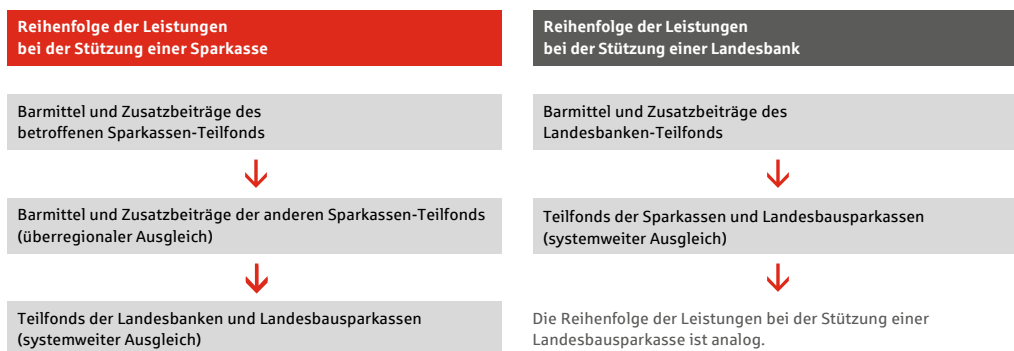 Reihenfolge der Leistungen
bei der Stützung einer Sparkasse
Barmittel und Zusatzbeiträge des
betroffenen Sparkassen-Teilfonds
Barmittel und Zusatzbeiträge der anderen Sparkassen-Teilfonds
(überregionaler Ausgleich)
Teilfonds der Landesbanken und Landesbausparkassen
(systemweiter Ausgleich)
Reihenfolge der Leistungen
bei der Stützung einer Landesbank
Barmittel und Zusatzbeiträge des
Landesbanken-Teilfonds
Teilfonds der Sparkassen und Landesbausparkassen
(systemweiter Ausgleich)
Die Reihenfolge der Leistungen bei der Stützung einer
Landesbausparkasse ist analog.